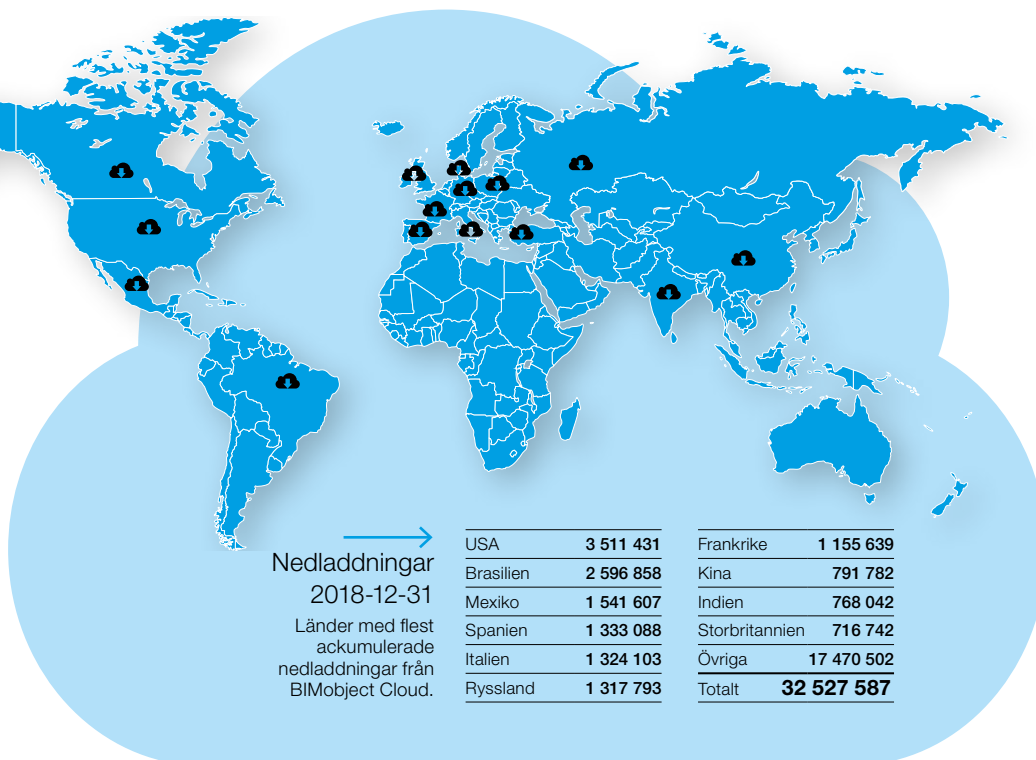 Nedladdningar
2018-12-31
Länder med flest
ackumulerade
nedladdningar från
BIMobject Cloud.
USA 3 511 431
Brasilien 2 596 858
Mexiko 1 541 607
Spanien 1 333 088
Italien 1 324 103
Ryssland 1 317 793
Frankrike 1 155 639
Kina 791 782
Indien 768 042
Storbritannien 716 742
Övriga 17 470 502
Totalt 32 527 587